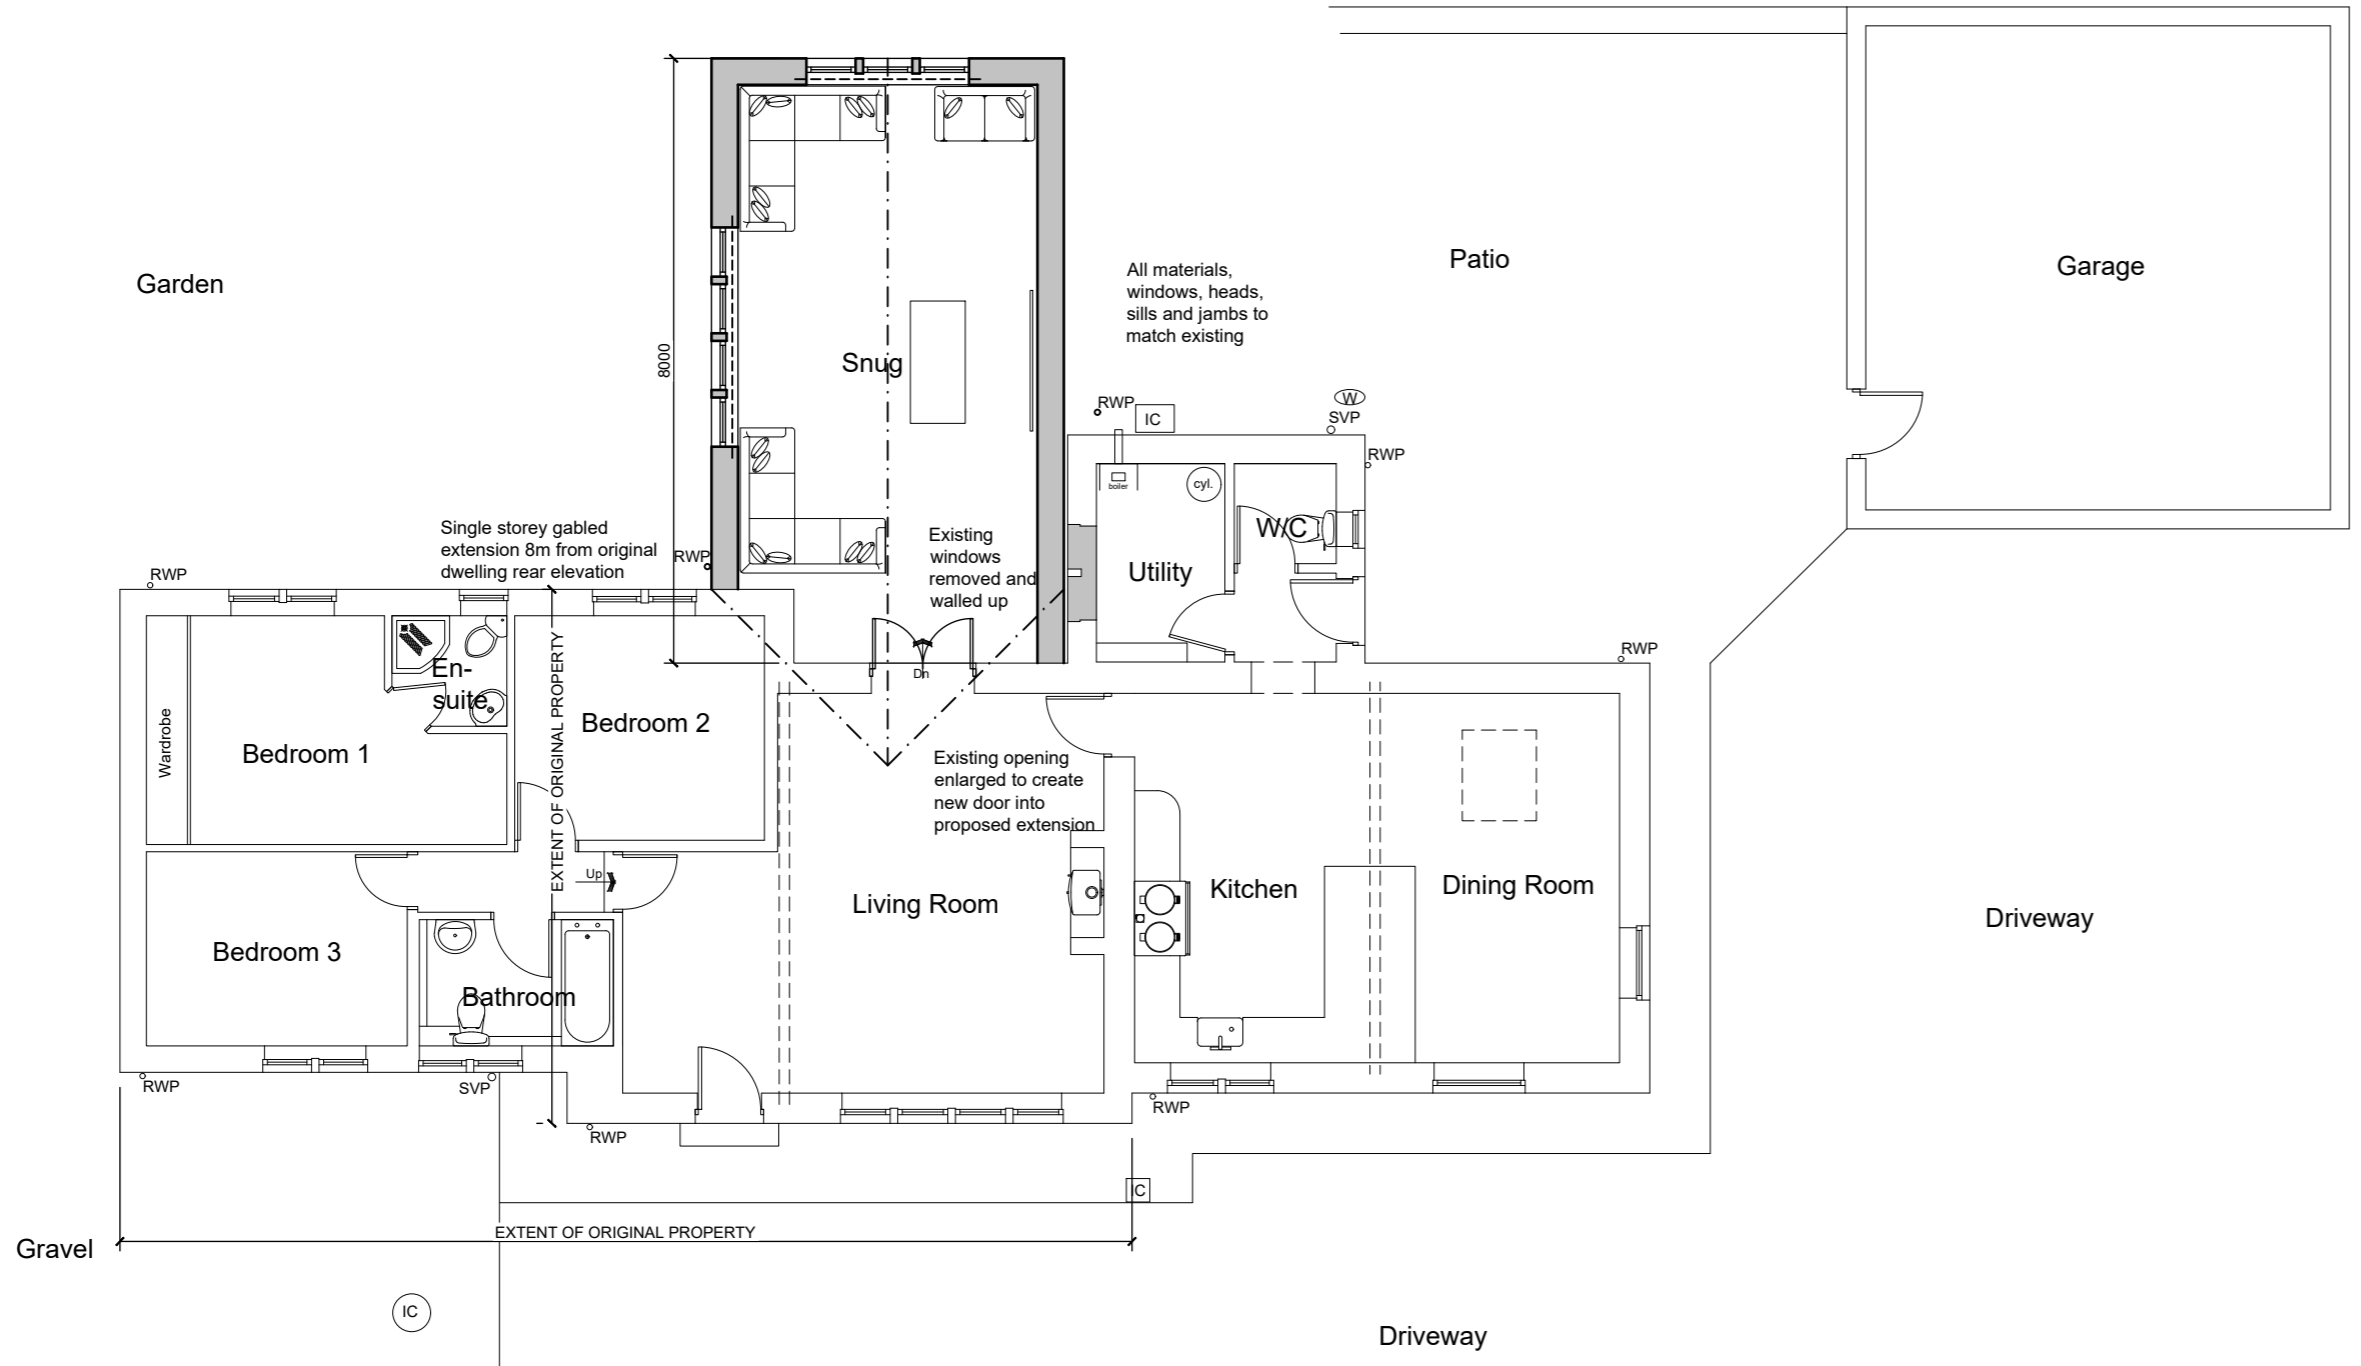 Garden
Patio
Garage
All materials,
windows, heads,
sills and jambs to
match existing
8000
Snug
RWP
IC
W
SVP
RWP
boiler
cyl.
W/C
Utility
Single storey gabled
extension 8m from original
dwelling rear elevation
RWP
Existing
windows
removed and
walled up
RWP
RWP
En-
suite
Dn
Wardrobe
Bedroom 1
EXTENT OF ORIGINAL PROPERTY
Bedroom 2
Existing opening
enlarged to create
new door into
proposed extension
Up
Living Room
Kitchen
Dining Room
Driveway
Bedroom 3
Bathroom
RWP
SVP
RWP
RWP
IC
EXTENT OF ORIGINAL PROPERTY
Gravel
IC
Driveway